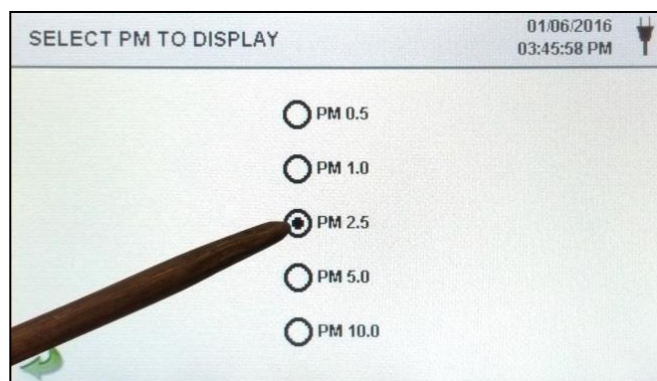 SELECT PM TO DISPLAY
01/06/2016
03:45:58 PM
PM 0.5
PM 1.0
PM 2.5
PM 5.0
PM 10.0